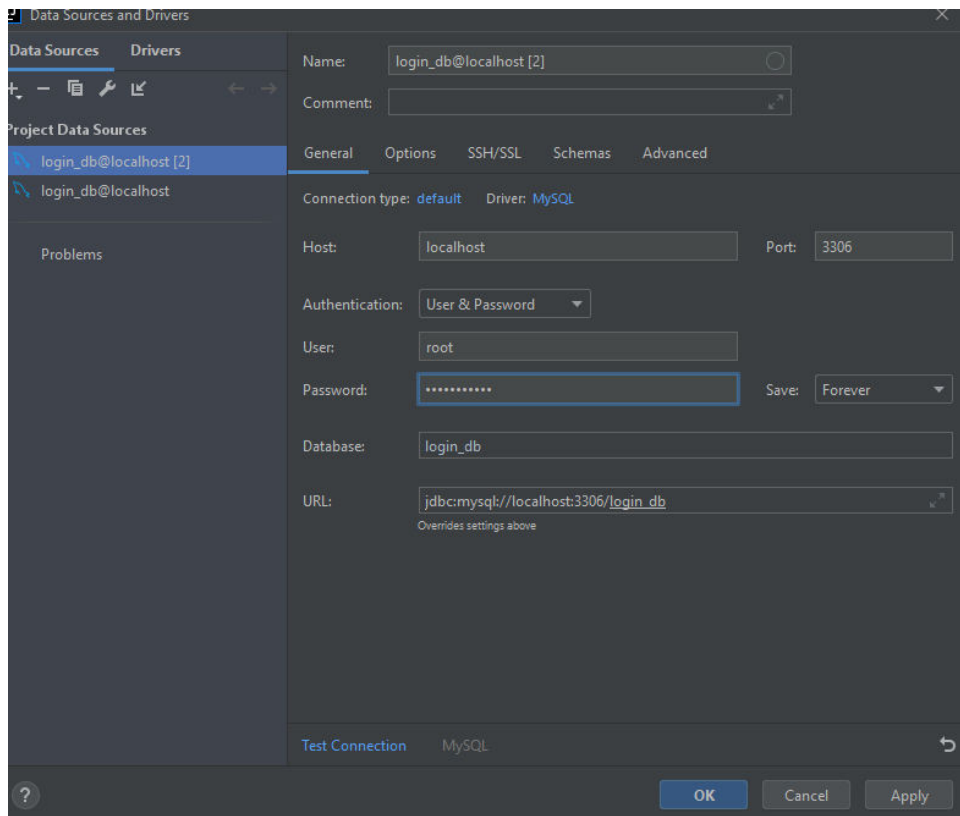 Data Sources and Drivers
Data Sources Drivers
Project Data Sources
login_db@localhost [2]
login_db@localhost
Problems
Name: login_db@localhost [2]
Comment:
General Options SSH/SSL Schemas Advanced
Connection type: default Driver: MySQL
Host: localhost Port: 3306
Authentication: User & Password
User: root
Password: ••••••••••• Save: Forever
Database: login_db
URL: jdbc:mysql://localhost:3306/login_db
Overrides settings above
Test Connection MySQL
? OK Cancel Apply